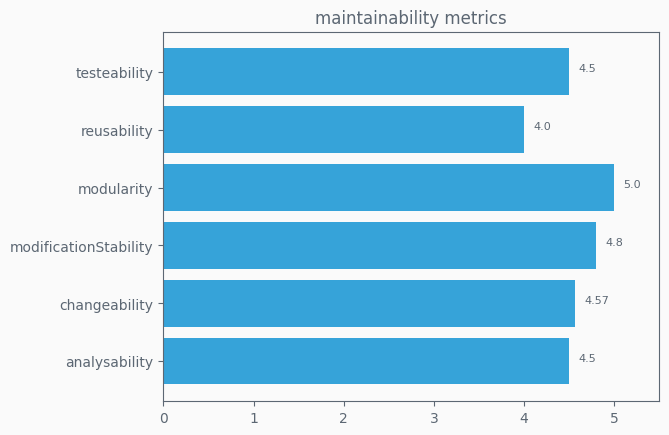 maintainability metrics
testeability
4.5
reusability
4.0
modularity
5.0
modificationStability
4.8
changeability
4.57
analysability
4.5
0 1 2 3 4 5